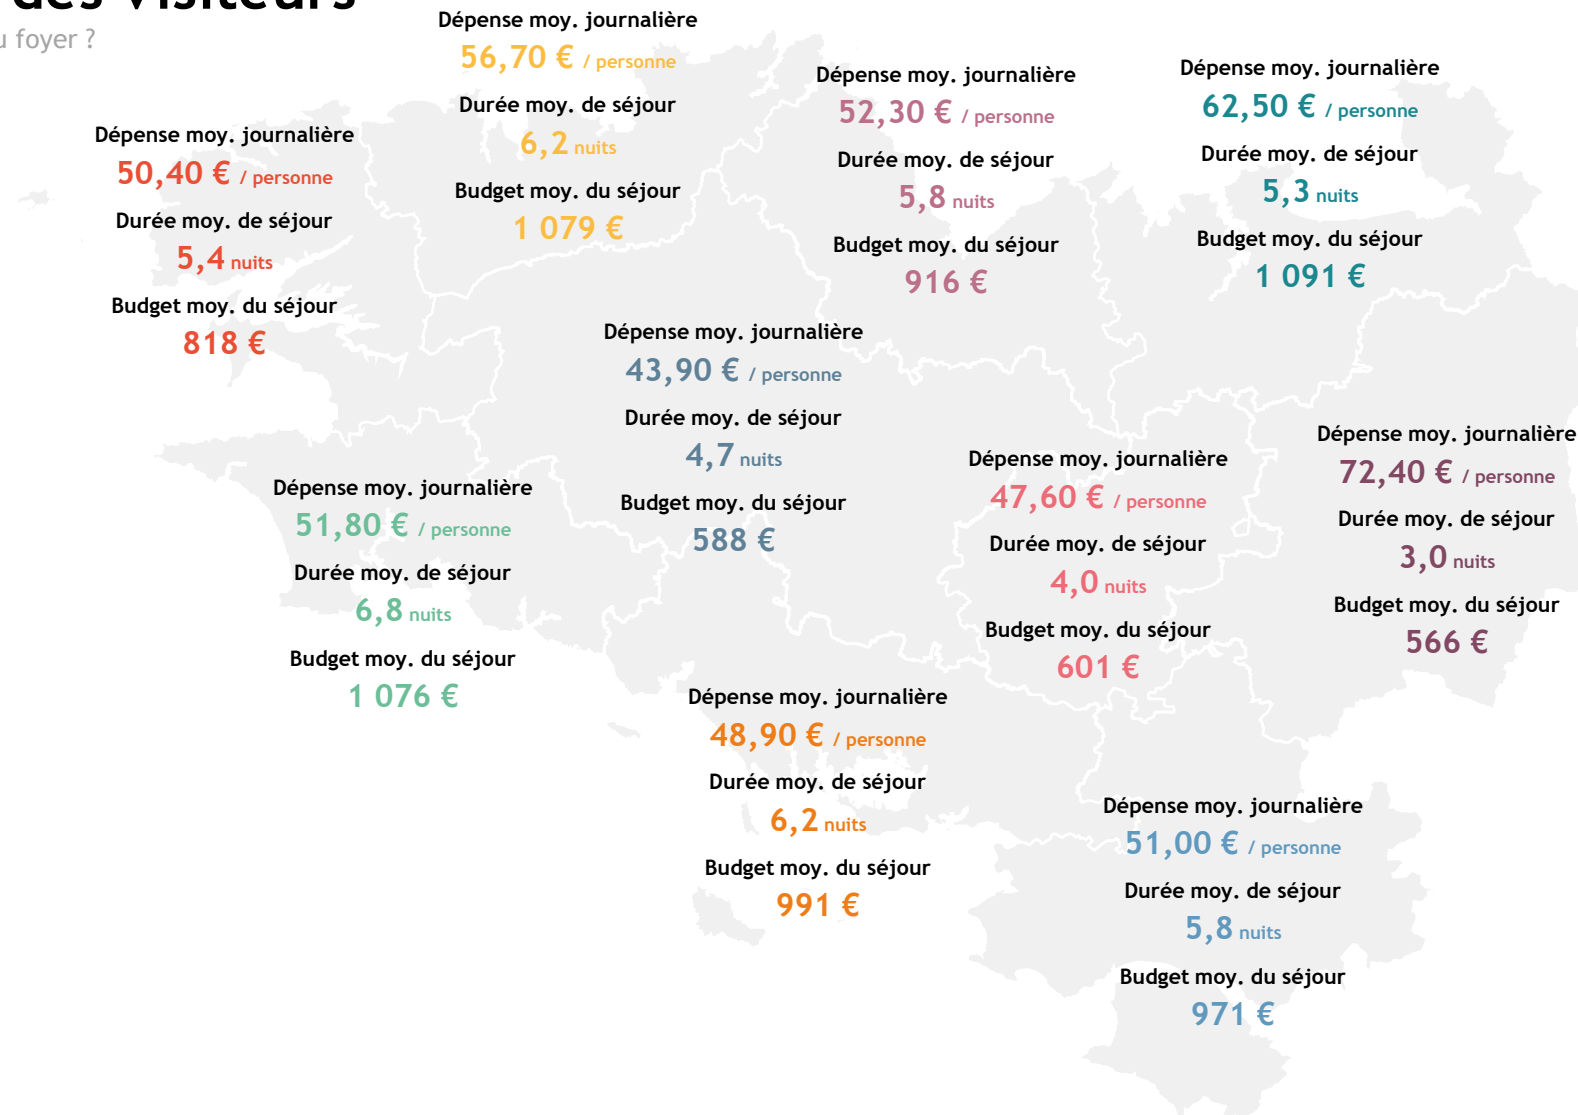 des visiteurs
u foyer ?
Dépense moy. journalière
56,70 € / personne
Durée moy. de séjour
6,2 nuits
Budget moy. du séjour
1 079 €
Dépense moy. journalière
52,30 € / personne
Durée moy. de séjour
5,8 nuits
Budget moy. du séjour
916 €
Dépense moy. journalière
62,50 € / personne
Durée moy. de séjour
5,3 nuits
Budget moy. du séjour
1 091 €
Dépense moy. journalière
50,40 € / personne
Durée moy. de séjour
5,4 nuits
Budget moy. du séjour
818 €
Dépense moy. journalière
43,90 € / personne
Durée moy. de séjour
4,7 nuits
Budget moy. du séjour
588 €
Dépense moy. journalière
47,60 € / personne
Durée moy. de séjour
4,0 nuits
Budget moy. du séjour
601 €
Dépense moy. journalière
72,40 € / personne
Durée moy. de séjour
3,0 nuits
Budget moy. du séjour
566 €
Dépense moy. journalière
51,80 € / personne
Durée moy. de séjour
6,8 nuits
Budget moy. du séjour
1 076 €
Dépense moy. journalière
48,90 € / personne
Durée moy. de séjour
6,2 nuits
Budget moy. du séjour
991 €
Dépense moy. journalière
51,00 € / personne
Durée moy. de séjour
5,8 nuits
Budget moy. du séjour
971 €